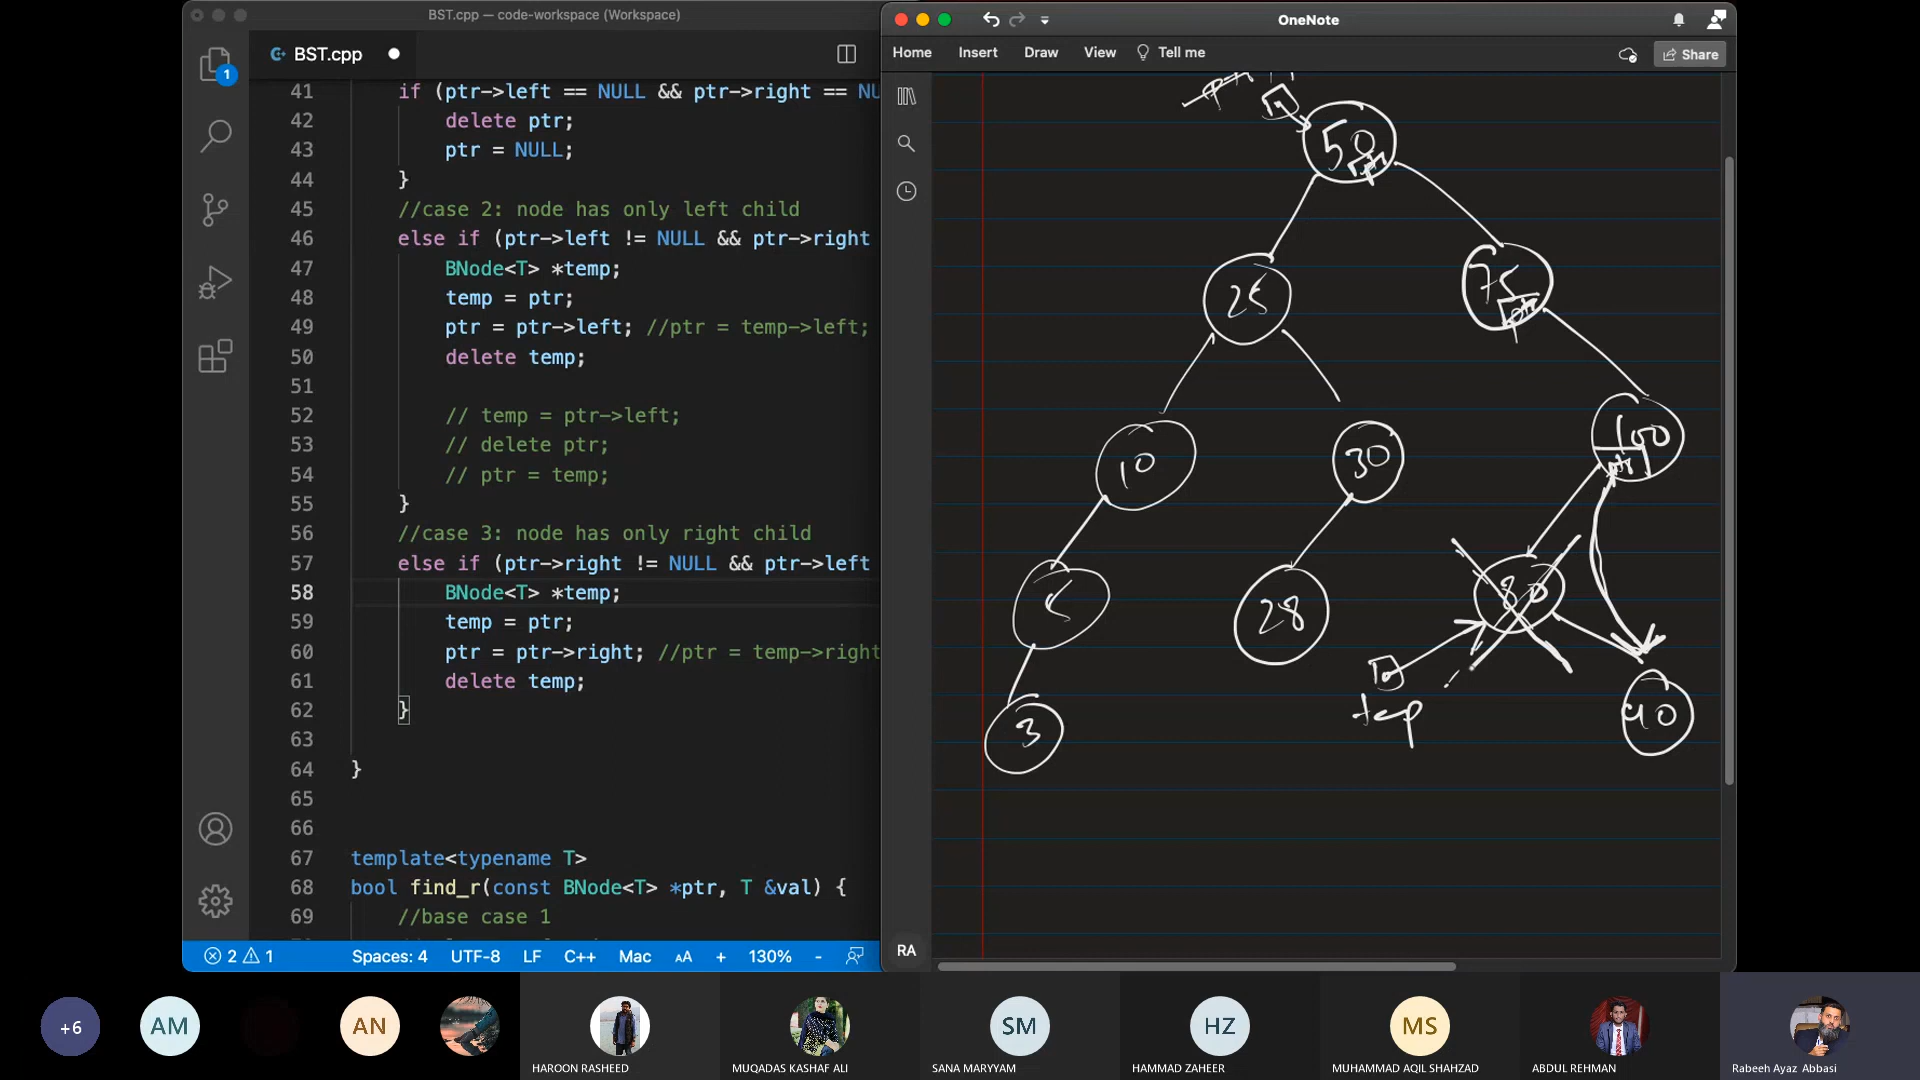 BST.cpp — code-workspace (Workspace)
BST.cpp
1
41 if (ptr->left == NULL && ptr->right == NU
42 delete ptr;
43 ptr = NULL;
44 }
45 //case 2: node has only left child
46 else if (ptr->left != NULL && ptr->right
47 BNode<T> *temp;
48 temp = ptr;
49 ptr = ptr->left; //ptr = temp->left;
50 delete temp;
51
52 // temp = ptr->left;
53 // delete ptr;
54 // ptr = temp;
55 }
56 //case 3: node has only right child
57 else if (ptr->right != NULL && ptr->left
58 BNode<T> *temp;
59 temp = ptr;
60 ptr = ptr->right; //ptr = temp->right
61 delete temp;
62 }
63
64 }
65
66
67 template<typename T>
68 bool find_r(const BNode<T> *ptr, T &val) {
69 //base case 1
2 1 Spaces: 4 UTF-8 LF C++ Mac AA + 130% -
OneNote
Home Insert Draw View Tell me Share
50
ptr
25 75
ptr
10 30 100
ptr
28 80
3 temp 40
RA
+6 AM AN SM HZ MS
HAROON RASHEED MUQADAS KASHAF ALI SANA MARYYAM HAMMAD ZAHEER MUHAMMAD AQIL SHAHZAD ABDUL REHMAN Rabeeh Ayaz Abbasi